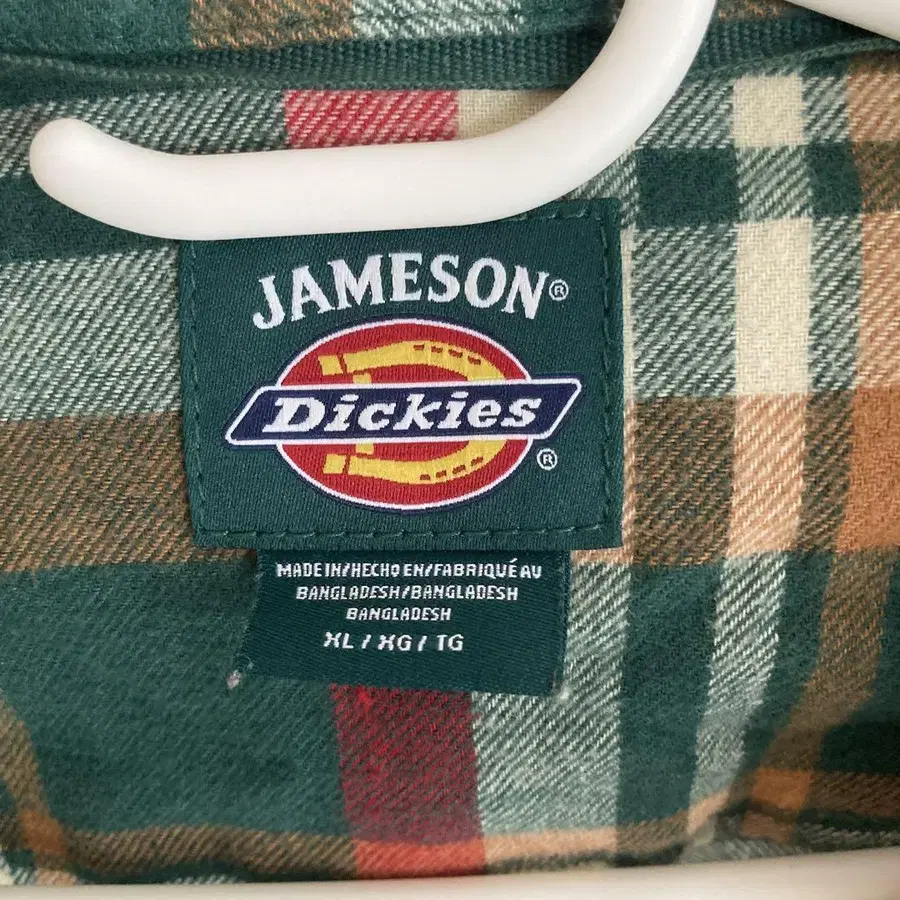 JAMESON®
Dickies
®
MADE IN/HECHO EN/FABRIQUÉ AU
BANGLADESH/BANGLADESH
BANGLADESH
XL / XG / TG